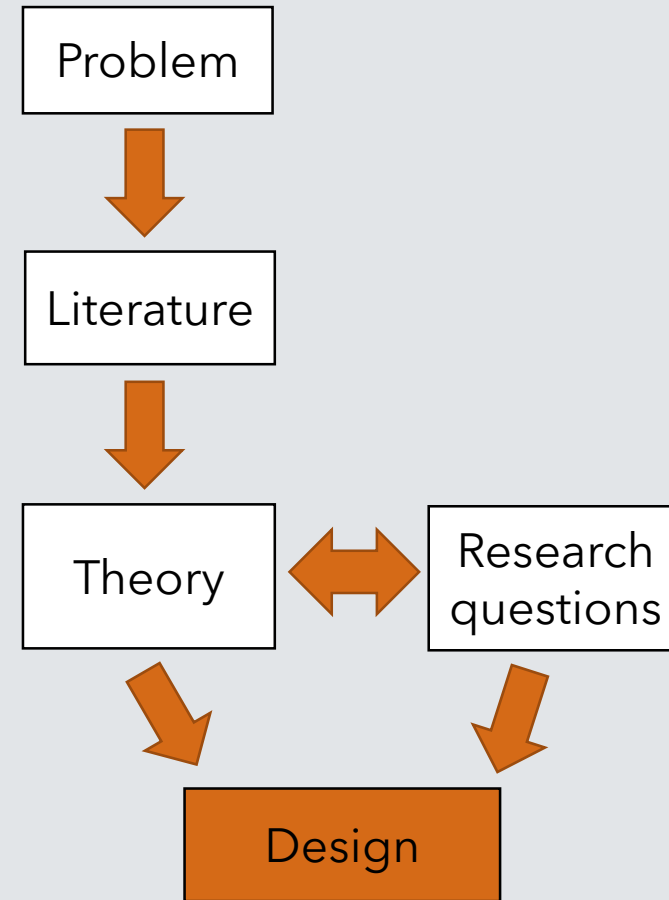 Problem
Literature
Theory
Research
questions
Design